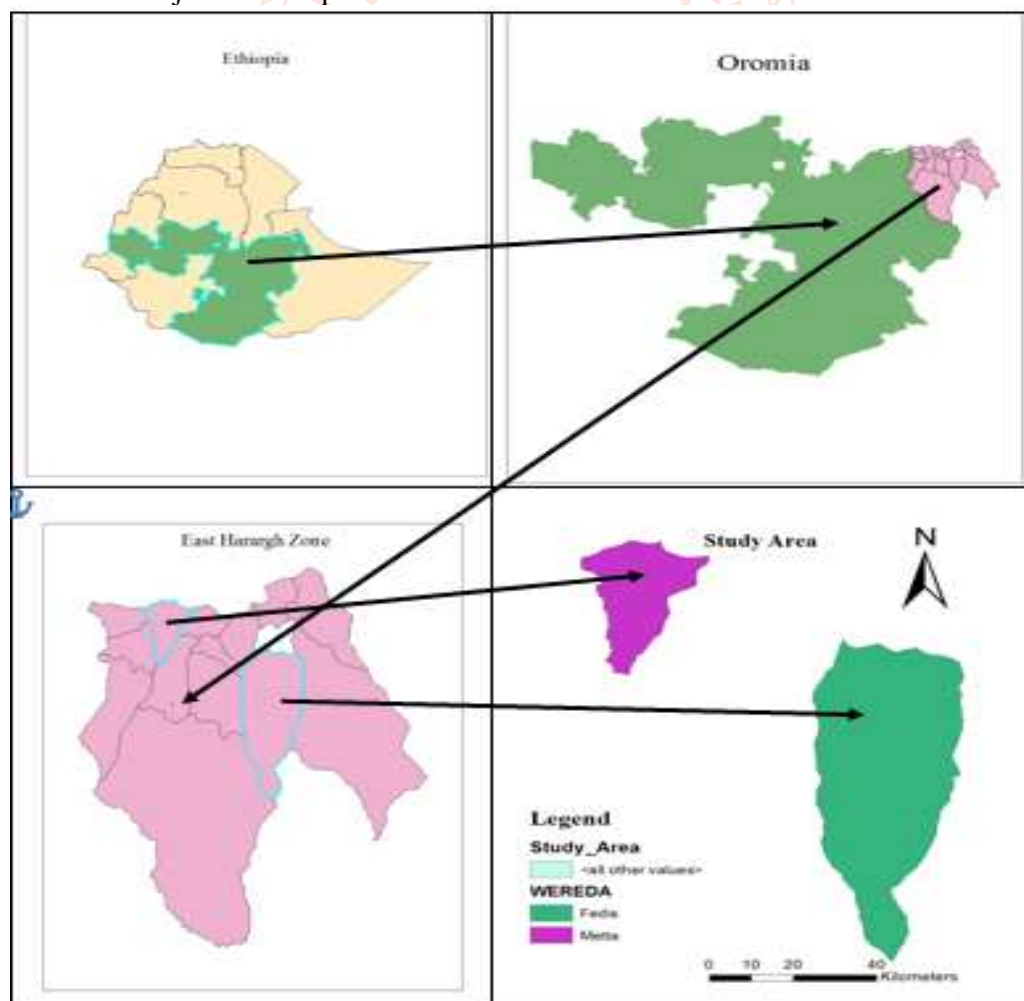 Ethiopia
Oromia
East Harargh Zone
Study Area
N
Legend
Study_Area
<all other values>
WEREDA
Fedis
Metta
0 10 20 40
Kilometers